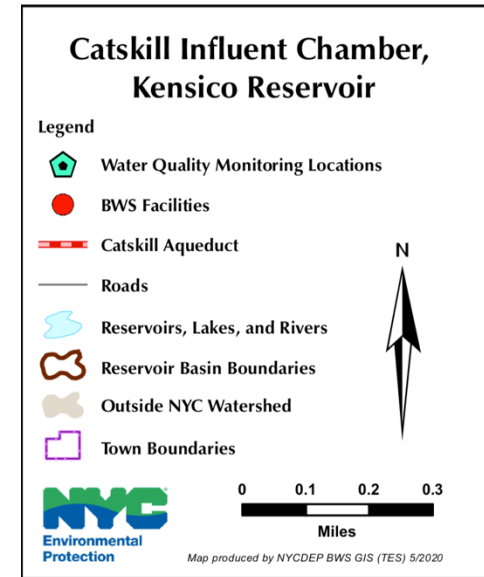 Catskill Influent Chamber,
Kensico Reservoir
Legend
Water Quality Monitoring Locations
BWS Facilities
Catskill Aqueduct
Roads
Reservoirs, Lakes, and Rivers
Reservoir Basin Boundaries
Outside NYC Watershed
Town Boundaries
N
NYC
Environmental
Protection
0 0.1 0.2 0.3
Miles
Map produced by NYCDEP BWS GIS (TES) 5/2020